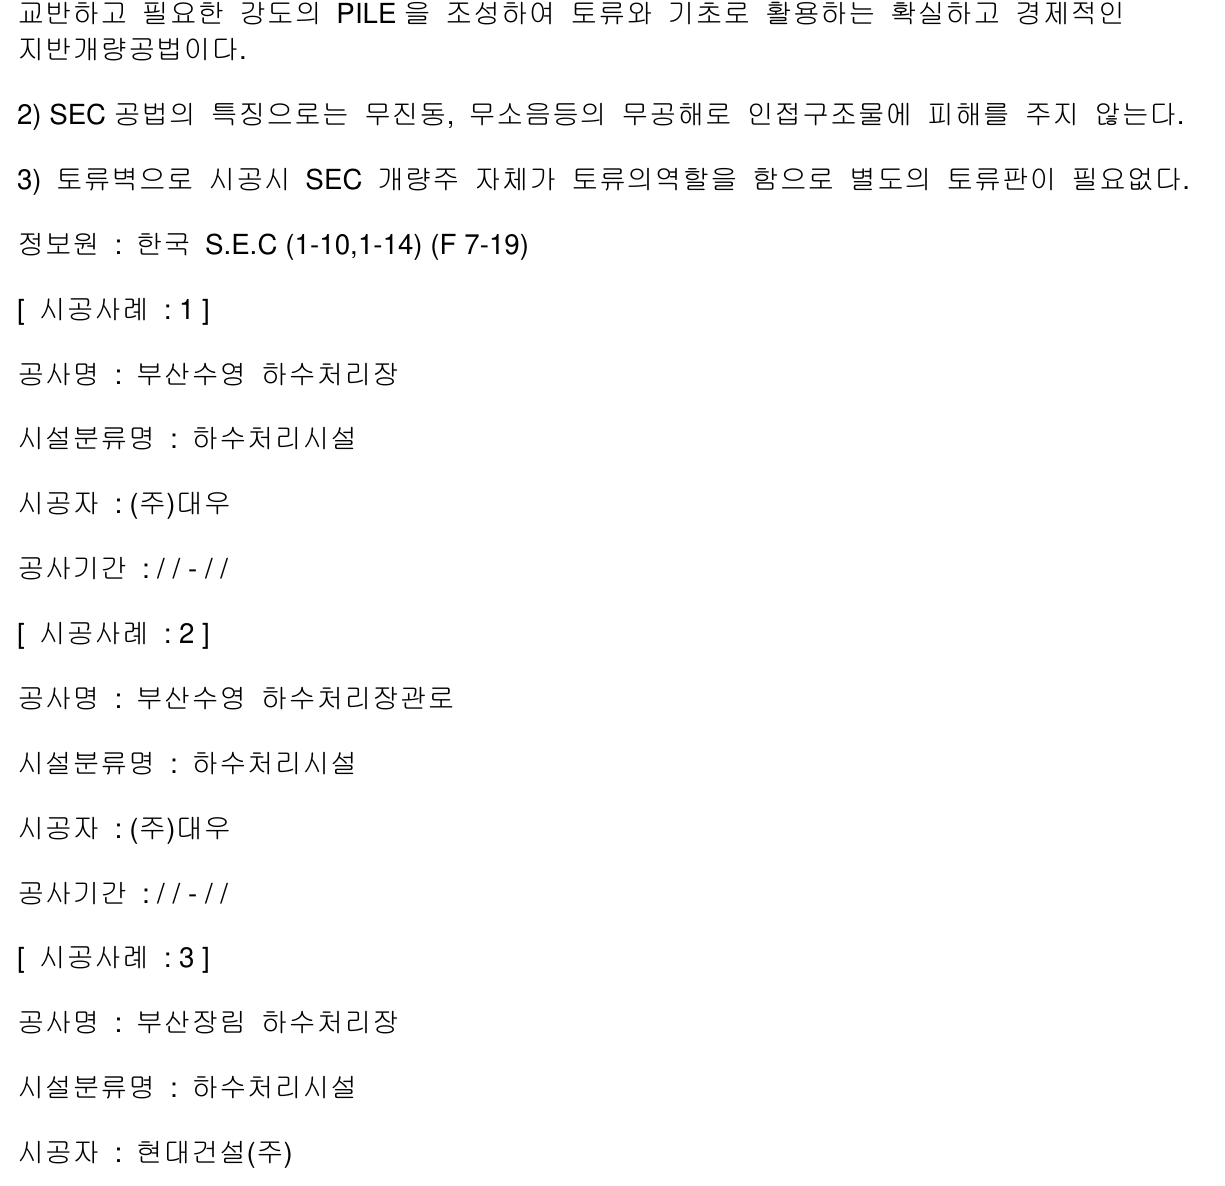 교반하고 필요한 강도의 PILE을 조성하여 토류와 기초로 활용하는 확실하고 경제적인
지반개량공법이다.
2) SEC 공법의 특징으로는 무진동, 무소음등의 무공해로 인접구조물에 피해를 주지 않는다.
3) 토류벽으로 시공시 SEC 개량주 자체가 토류의역할을 함으로 별도의 토류판이 필요없다.
정보원 : 한국 S.E.C (1-10,1-14) (F 7-19)
[ 시공사례 : 1 ]
공사명 : 부산수영 하수처리장
시설분류명 : 하수처리시설
시공자 : (주)대우
공사기간 : / / - / /
[ 시공사례 : 2 ]
공사명 : 부산수영 하수처리장관로
시설분류명 : 하수처리시설
시공자 : (주)대우
공사기간 : / / - / /
[ 시공사례 : 3 ]
공사명 : 부산장림 하수처리장
시설분류명 : 하수처리시설
시공자 : 현대건설(주)